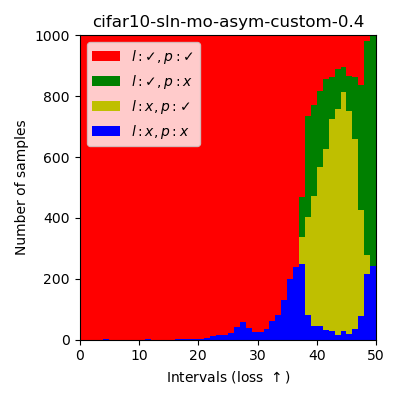 cifar10-sln-mo-asym-custom-0.4
1000
800
600
400
200
0
Number of samples
l:✓,p:✓
l:✓,p:x
l:x,p:✓
l:x,p:x
0 10 20 30 40 50
Intervals (loss ↑)